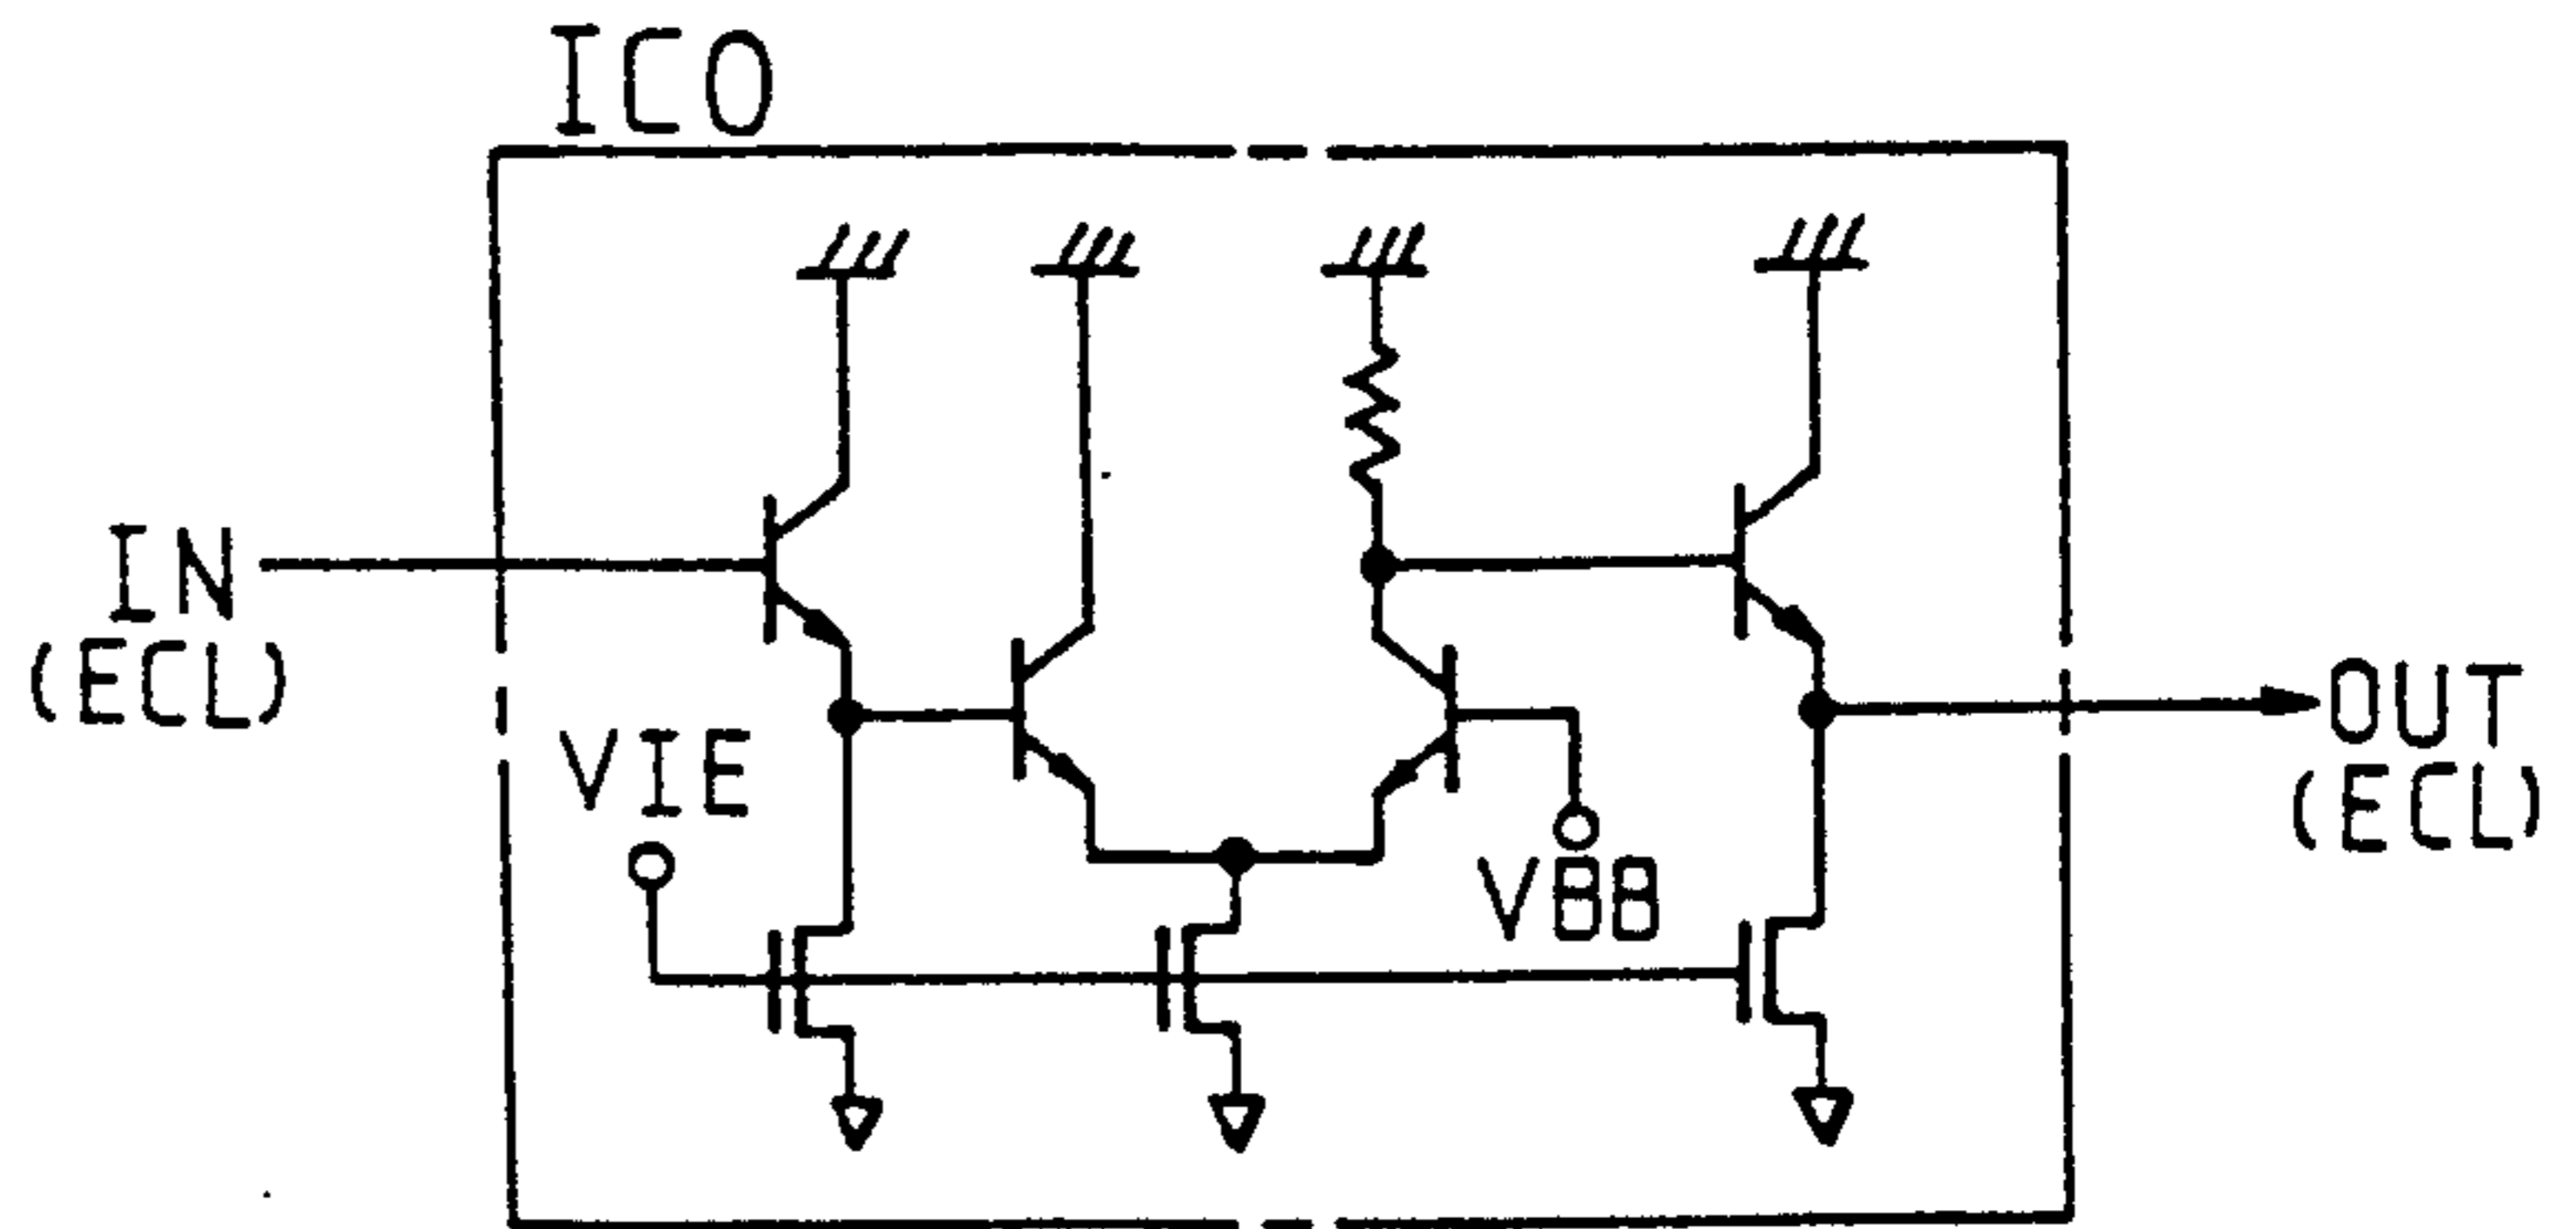 ICO
IN
(ECL)
VIE
VBB
OUT
(ECL)